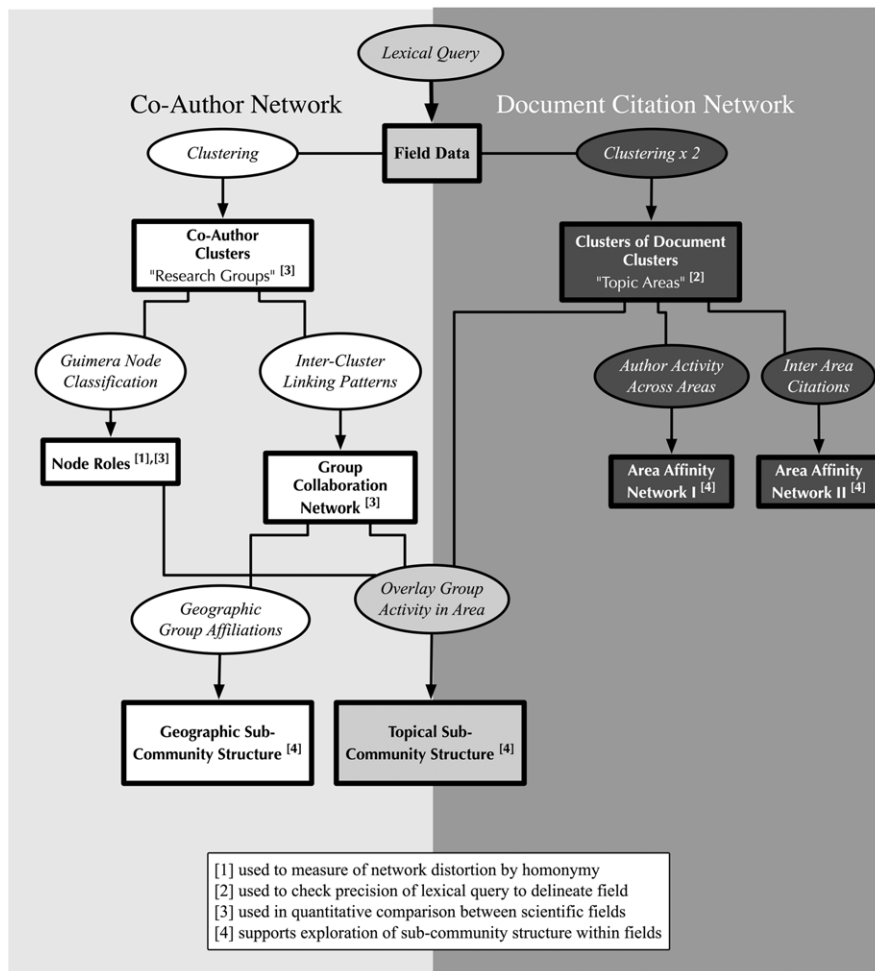 Lexical Query
Co-Author Network
Document Citation Network
Clustering
Field Data
Clustering x 2
Co-Author
Clusters
"Research Groups" [3]
Clusters of Document
Clusters
"Topic Areas" [2]
Guimera Node
Classification
Inter-Cluster
Linking Patterns
Author Activity
Across Areas
Inter Area
Citations
Node Roles [1],[3]
Group
Collaboration
Network [3]
Area Affinity
Network I [4]
Area Affinity
Network II [4]
Geographic
Group Affiliations
Overlay Group
Activity in Area
Geographic Sub-
Community Structure [4]
Topical Sub-
Community Structure [4]
[1] used to measure of network distortion by homonymy
[2] used to check precision of lexical query to delineate field
[3] used in quantitative comparison between scientific fields
[4] supports exploration of sub-community structure within fields